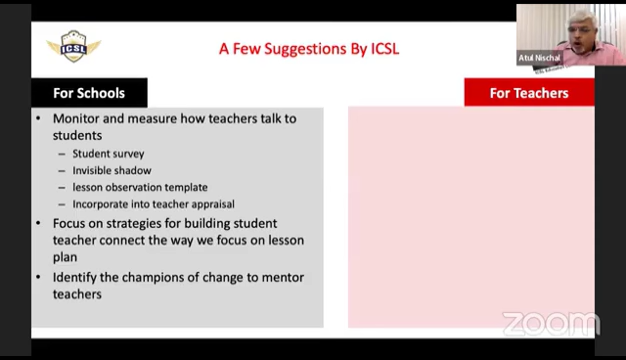 ICSL
A Few Suggestions By ICSL
Atul Nischal
For Schools
For Teachers
• Monitor and measure how teachers talk to
students
– Student survey
– Invisible shadow
– lesson observation template
– Incorporate into teacher appraisal
• Focus on strategies for building student
teacher connect the way we focus on lesson
plan
• Identify the champions of change to mentor
teachers
zoom